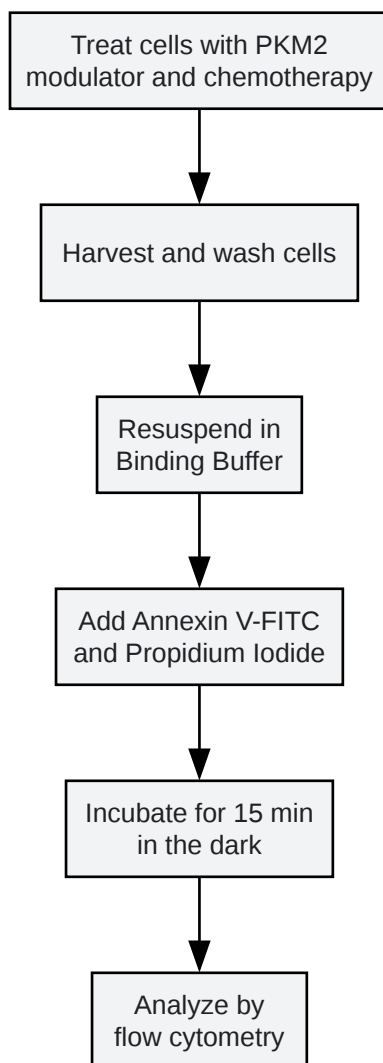 Treat cells with PKM2
modulator and chemotherapy
Harvest and wash cells
Resuspend in
Binding Buffer
Add Annexin V-FITC
and Propidium Iodide
Incubate for 15 min
in the dark
Analyze by
flow cytometry